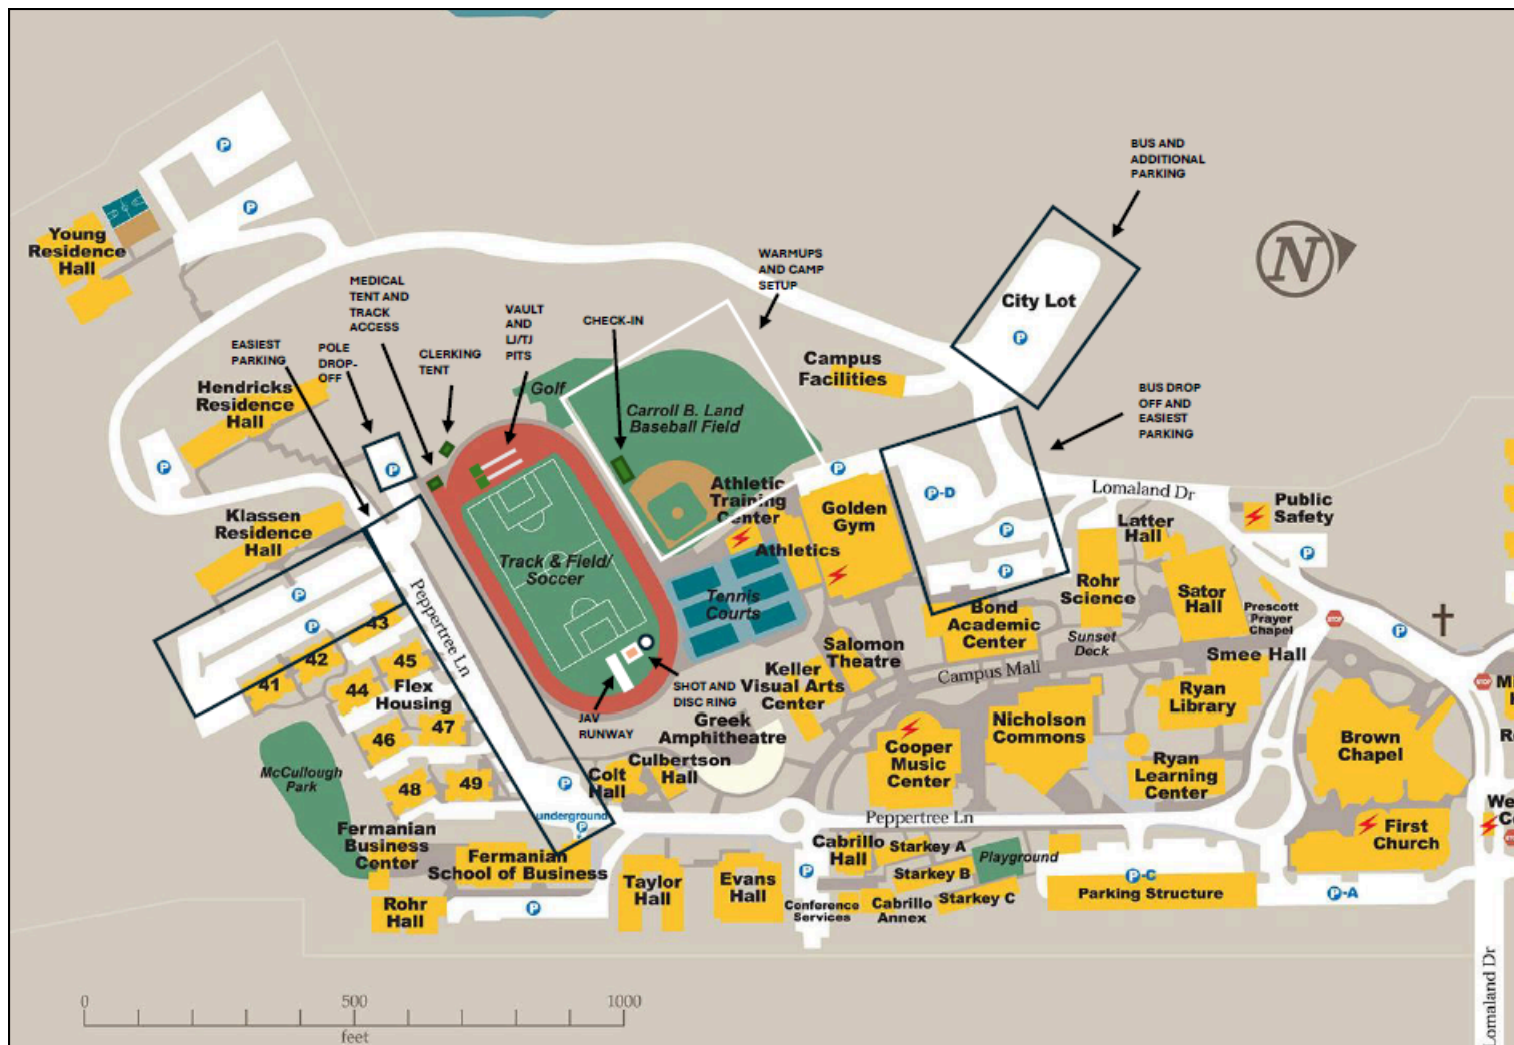 BUS AND
ADDITIONAL
PARKING
P
P
Young
Residence
Hall
N
WARMUPS
AND CAMP
SETUP
MEDICAL
TENT AND
TRACK
ACCESS
VAULT
AND
LJ/TJ
PITS
CHECK-IN
City Lot
P
EASIEST
PARKING
POLE
DROP-
OFF
CLERKING
TENT
Campus
Facilities
BUS DROP
OFF AND
EASIEST
PARKING
Hendricks
Residence
Hall
Golf
Carroll B. Land
Baseball Field
P
P
P
Athletic
Training
Center
Golden
Gym
P-D
Lomaland Dr
Public
Safety
Klassen
Residence
Hall
Latter
Hall
Athletics
P
P
P
Track & Field/
Soccer
Tennis
Courts
Rohr
Science
Sator
Hall
Prescott
Prayer
Chapel
STOP
P
P
P
Peppertree Ln
43
42
41
45
44
Flex
Housing
46
47
48
49
Bond
Academic
Center
Sunset
Deck
Salomon
Theatre
Campus Mall
Smee Hall
Keller
Visual Arts
Center
SHOT AND
DISC RING
JAV
RUNWAY
Greek
Amphitheatre
Ryan
Library
STOP
Nicholson
Commons
Brown
Chapel
Cooper
Music
Center
Culbertson
Hall
Colt
Hall
McCullough
Park
Ryan
Learning
Center
P
underground
P
Peppertree Ln
Fermanian
Business
Center
Fermanian
School of Business
Cabrillo
Hall
Starkey A
Playground
First
Church
STOP
Starkey B
P
Taylor
Hall
Evans
Hall
P-C
Parking Structure
P-A
Rohr
Hall
P
Conference
Services
Cabrillo
Annex
Starkey C
Lomaland Dr
0
500
1000
feet